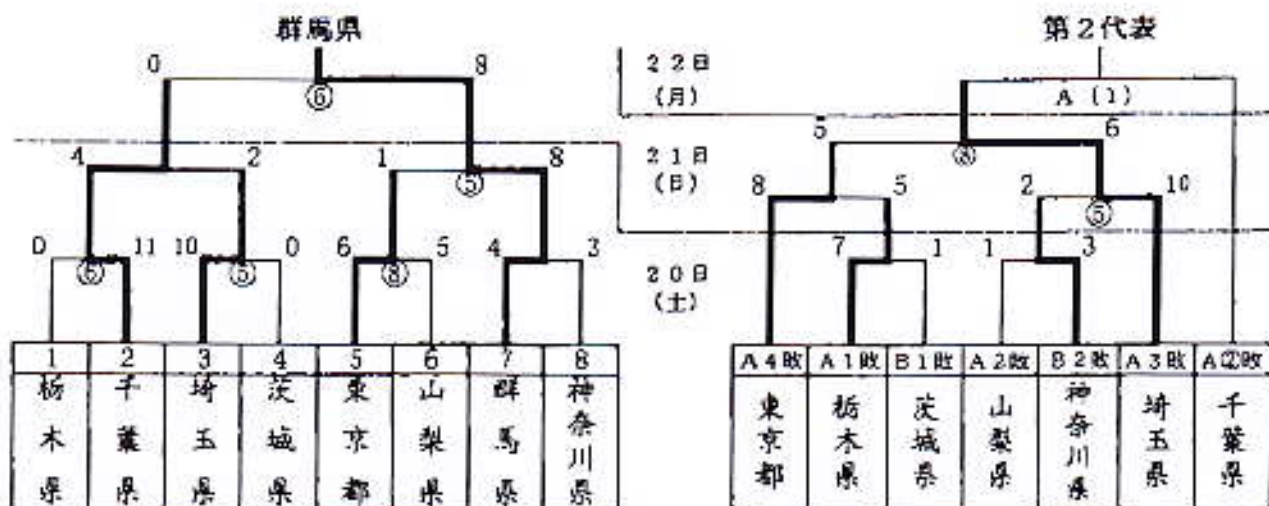 群馬県 第2代表
0 8 22日
⑥ (月) A (1)
5 6
4 2 1 8 21日 ⑧
⑤ (日) 8 5 2 10
⑤
0 11 10 0 6 5 4 3 7 1 1 3
⑥ ⑤ ⑧ 20日
(土)
1 2 3 4 5 6 7 8 A4敗 A1敗 B1敗 A2敗 B2敗 A3敗 A②敗
栃木県 千葉県 埼玉県 茨城県 東京都 山梨県 群馬県 神奈川県 東京都 栃木県 茨城県 山梨県 神奈川県 埼玉県 千葉県